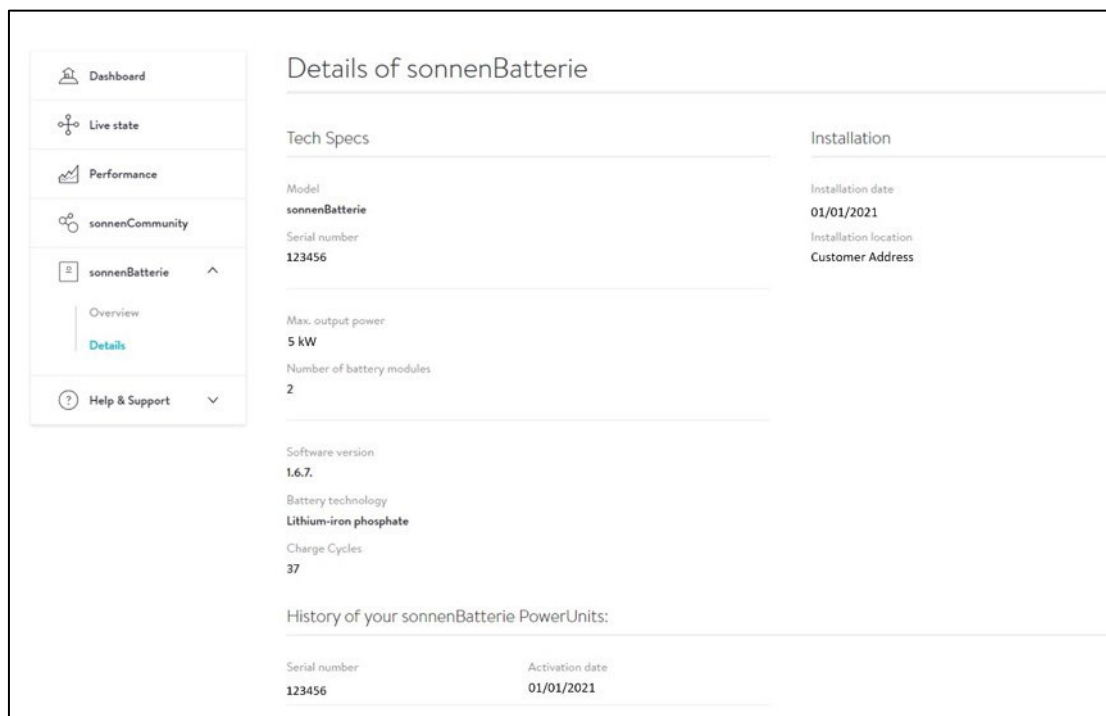 Dashboard
Live state
Performance
sonnenCommunity
sonnenBatterie
Overview
Details
Help & Support
Details of sonnenBatterie
Tech Specs
Model
sonnenBatterie
Serial number
123456
Max. output power
5 kW
Number of battery modules
2
Software version
1.6.7.
Battery technology
Lithium-iron phosphate
Charge Cycles
37
Installation
Installation date
01/01/2021
Installation location
Customer Address
History of your sonnenBatterie PowerUnits:
Serial number Activation date
123456 01/01/2021